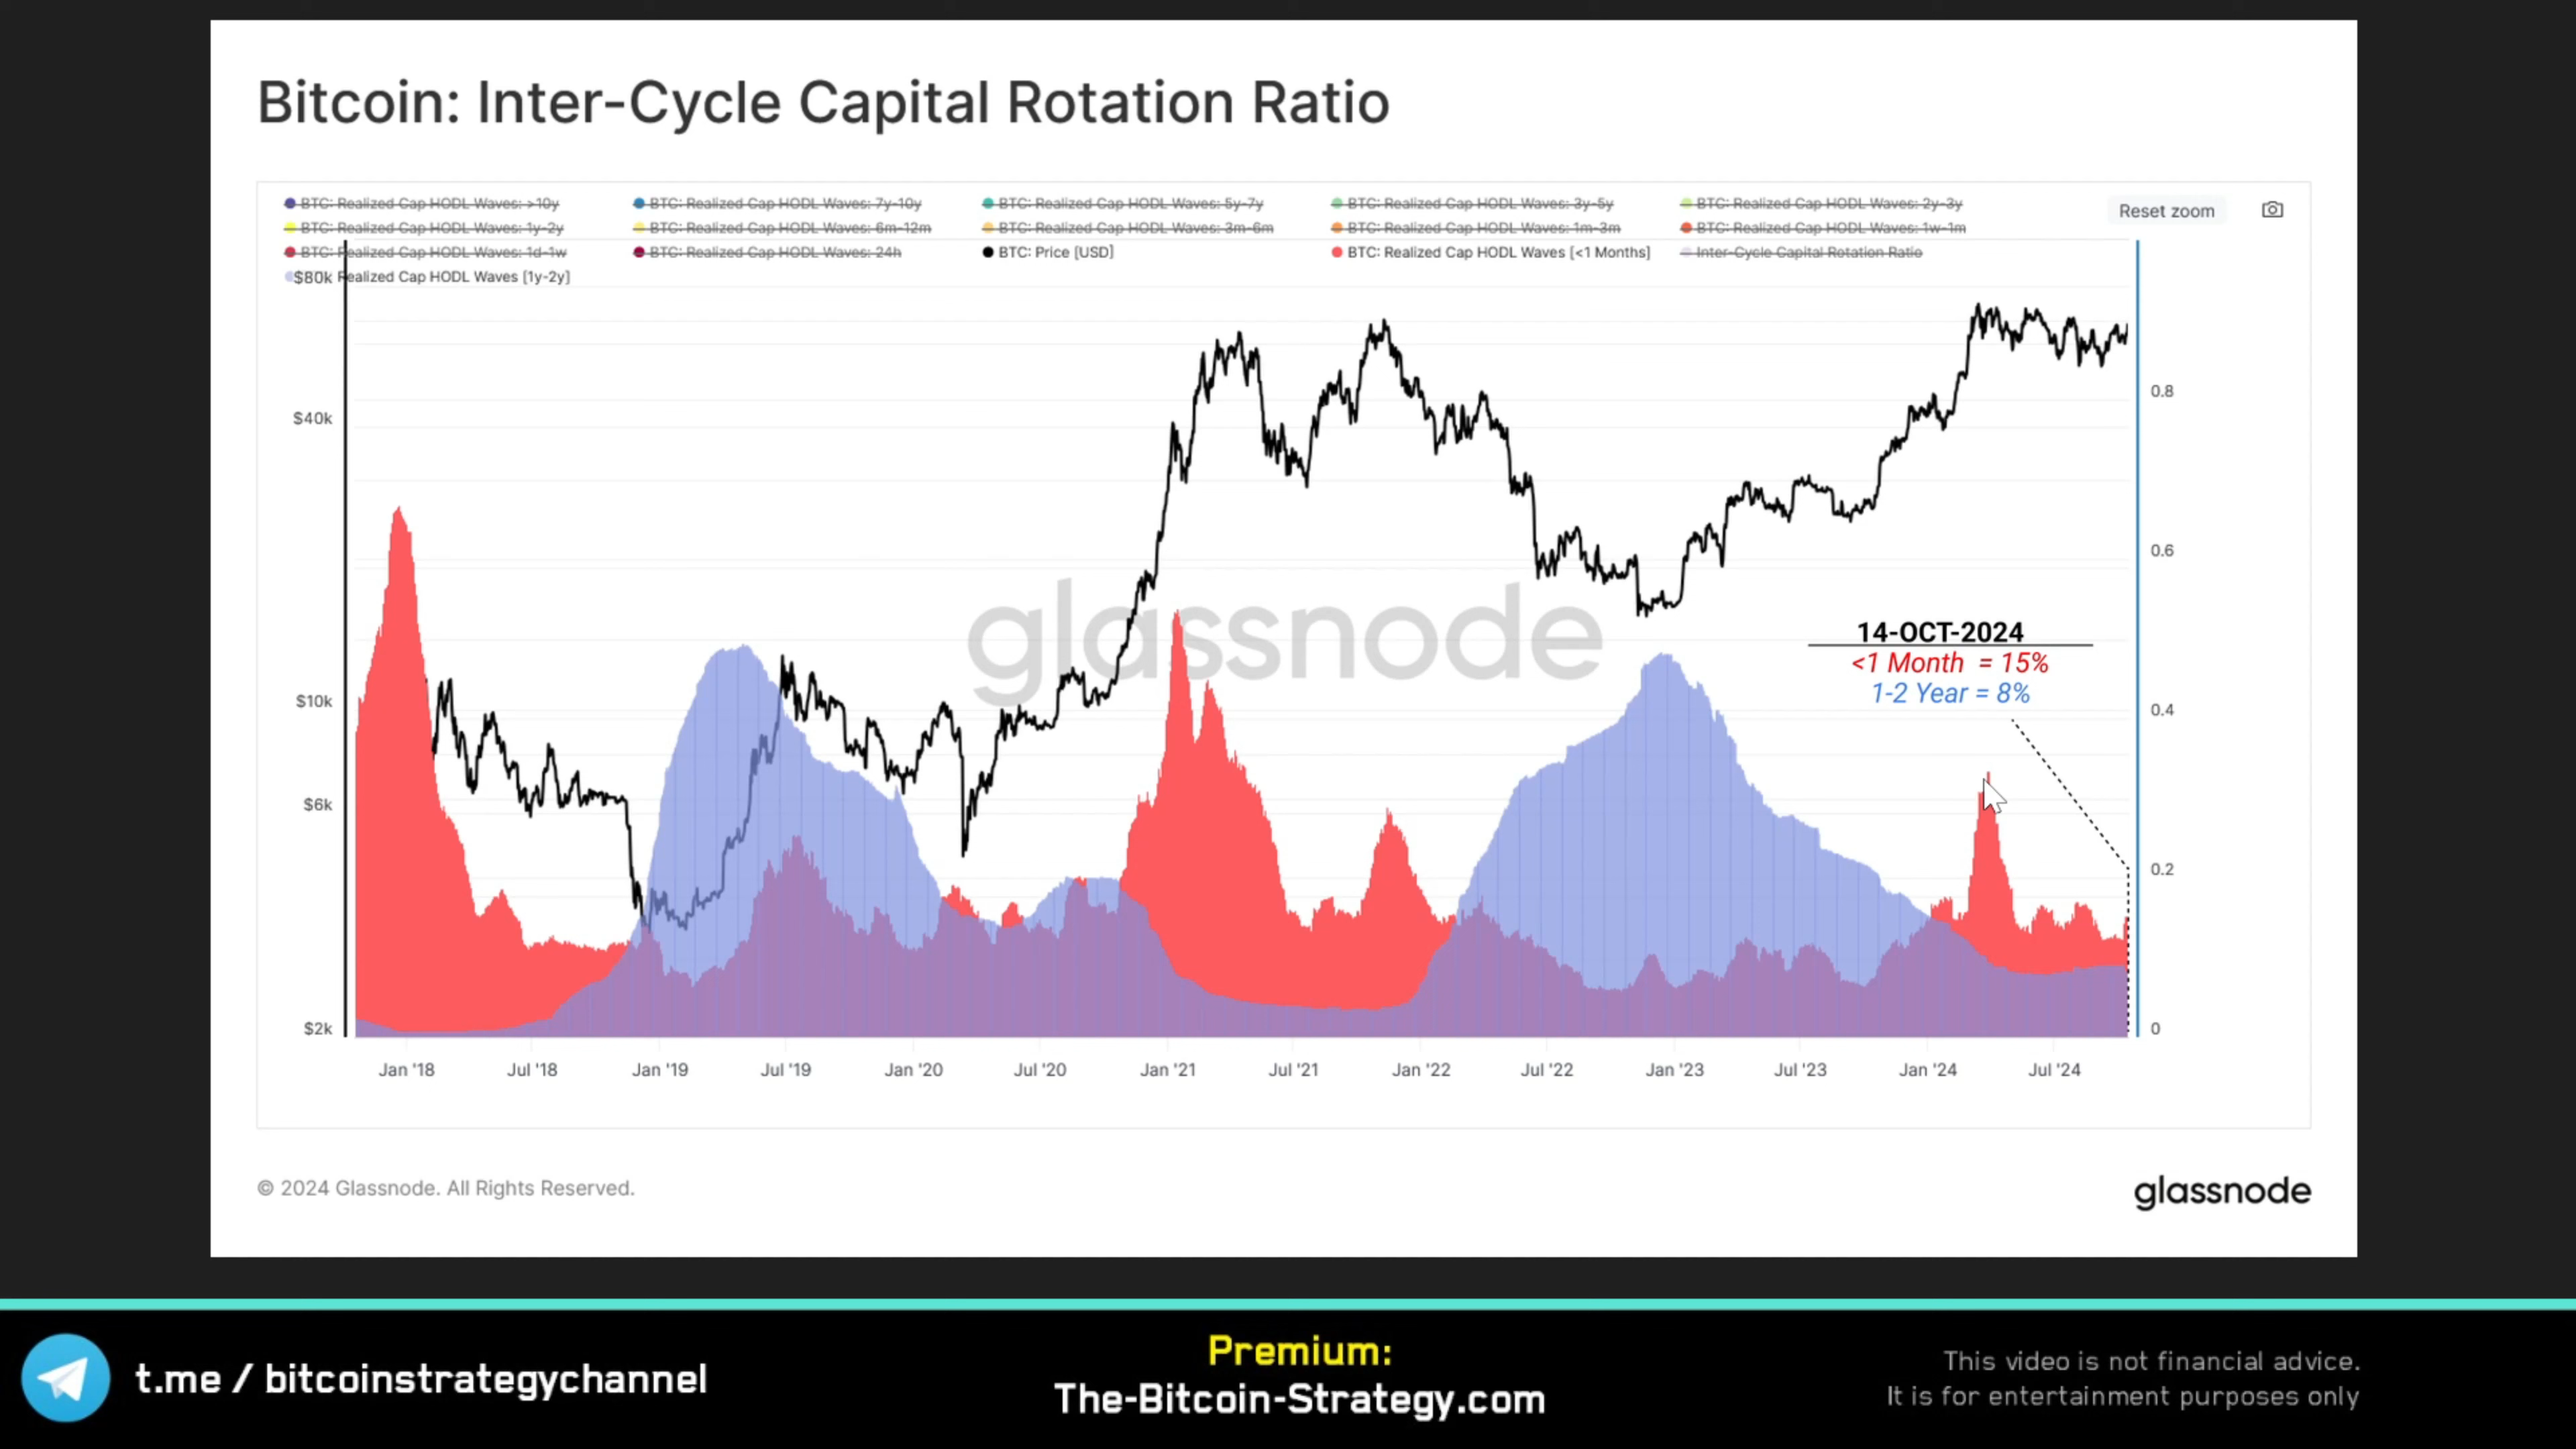 Bitcoin: Inter-Cycle Capital Rotation Ratio
BTC: Realized Cap HODL Waves: >10y
BTC: Realized Cap HODL Waves: 7y-10y
BTC: Realized Cap HODL Waves: 5y-7y
BTC: Realized Cap HODL Waves: 3y-5y
BTC: Realized Cap HODL Waves: 2y-3y
Reset zoom
BTC: Realized Cap HODL Waves: 1y-2y
BTC: Realized Cap HODL Waves: 6m-12m
BTC: Realized Cap HODL Waves: 3m-6m
BTC: Realized Cap HODL Waves: 1m-3m
BTC: Realized Cap HODL Waves: 1w-1m
BTC: Realized Cap HODL Waves: 1d-1w
BTC: Realized Cap HODL Waves: 24h
BTC: Price [USD]
BTC: Realized Cap HODL Waves [<1 Months]
Inter-Cycle Capital Rotation Ratio
$80k Realized Cap HODL Waves [1y-2y]
$40k
$10k
$6k
$2k
glassnode
14-OCT-2024
<1 Month = 15%
1-2 Year = 8%
0.8
0.6
0.4
0.2
0
Jan '18 Jul '18 Jan '19 Jul '19 Jan '20 Jul '20 Jan '21 Jul '21 Jan '22 Jul '22 Jan '23 Jul '23 Jan '24 Jul '24
© 2024 Glassnode. All Rights Reserved.
glassnode
t.me / bitcoinstrategychannel
Premium:
The-Bitcoin-Strategy.com
This video is not financial advice.
It is for entertainment purposes only